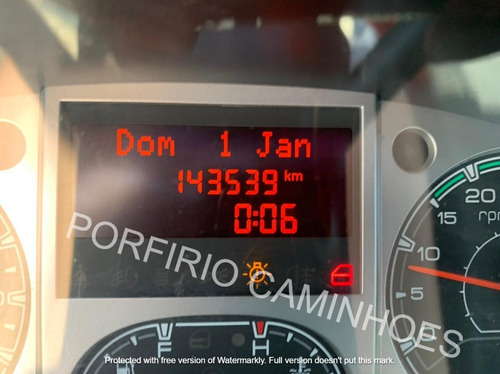 Dom 1 Jan
143539 km
0:06
PORFIRIO CAMINHOES
20
15
10
5
rpm
F
H
Protected with free version of Watermarkly. Full version doesn't put this mark.